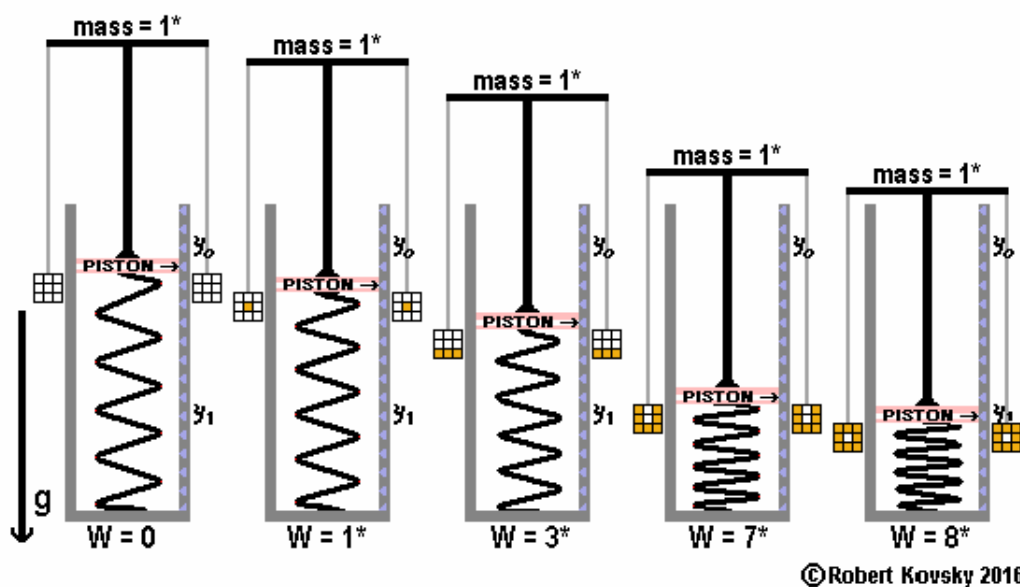 mass = 1*
mass = 1*
mass = 1*
mass = 1*
mass = 1*
y₀
y₀
y₀
y₀
y₀
PISTON →
PISTON →
PISTON →
PISTON →
PISTON →
y₁
y₁
y₁
y₁
y₁
g
W = 0
W = 1*
W = 3*
W = 7*
W = 8*
©Robert Kovsky 2016